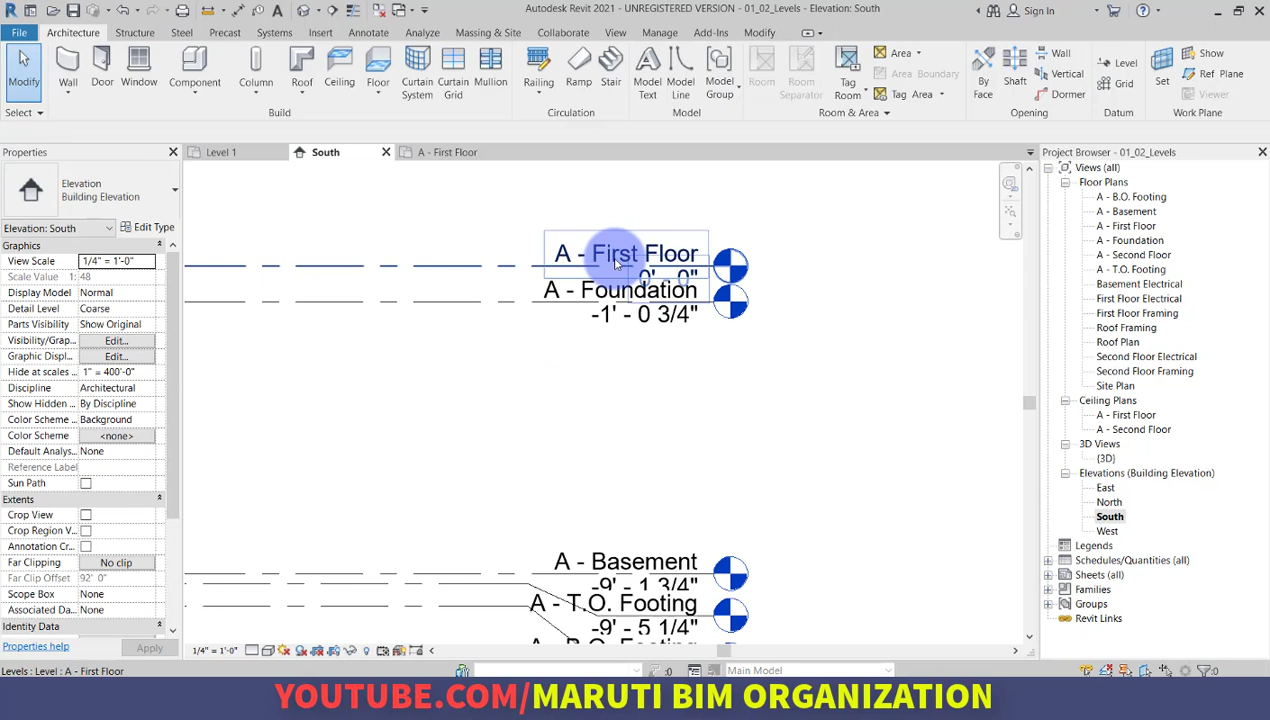 Autodesk Revit 2021 - UNREGISTERED VERSION - 01_02_Levels - Elevation: South
Sign In
File Architecture Structure Steel Precast Systems Insert Annotate Analyze Massing & Site Collaborate View Manage Add-Ins Modify
Modify Wall Door Window Component Column Roof Ceiling Floor Curtain System Curtain Grid Mullion Railing Ramp Stair Model Text Model Line Model Group Room Room Separator Tag Room Area Area Boundary Tag Area By Face Shaft Wall Vertical Dormer Level Grid Set Show Ref Plane Viewer
Select Build Circulation Model Room & Area Opening Datum Work Plane
Properties
Level 1 South A - First Floor
Project Browser - 01_02_Levels
Elevation
Building Elevation
Elevation: South Edit Type
Graphics
View Scale 1/4" = 1'-0"
Scale Value 1: 48
Display Model Normal
Detail Level Coarse
Parts Visibility Show Original
Visibility/Grap... Edit...
Graphic Displ... Edit...
Hide at scales ... 1" = 400'-0"
Discipline Architectural
Show Hidden ... By Discipline
Color Scheme ... Background
Color Scheme <none>
Default Analys... None
Reference Label
Sun Path
Extents
Crop View
Crop Region V...
Annotation Cr...
Far Clipping No clip
Far Clip Offset 92' 0"
Scope Box None
Associated Da... None
Identity Data
Properties help Apply
A - First Floor
0' - 0"
A - Foundation
-1' - 0 3/4"
A - Basement
-9' - 1 3/4"
A - T.O. Footing
-9' - 5 1/4"
Views (all)
Floor Plans
A - B.O. Footing
A - Basement
A - First Floor
A - Foundation
A - Second Floor
A - T.O. Footing
Basement Electrical
First Floor Electrical
First Floor Framing
Roof Framing
Roof Plan
Second Floor Electrical
Second Floor Framing
Site Plan
Ceiling Plans
A - First Floor
A - Second Floor
3D Views
{3D}
Elevations (Building Elevation)
East
North
South
West
Legends
Schedules/Quantities (all)
Sheets (all)
Families
Groups
Revit Links
1/4" = 1'-0"
Levels : Level : A - First Floor
:0
Main Model
:0
YOUTUBE.COM/MARUTI BIM ORGANIZATION